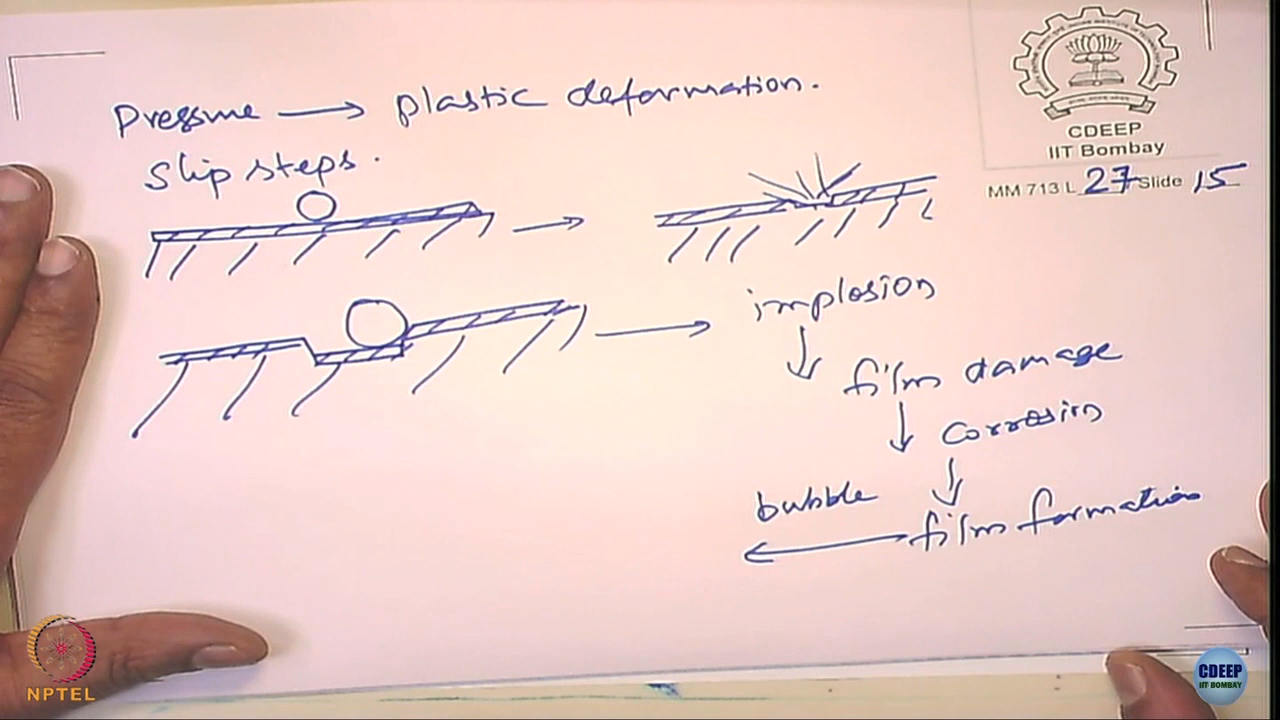 Pressure → plastic deformation.
Slip steps.
CDEEP
IIT Bombay
MM 713 L 27 Slide 15
implosion
film damage
corrosion
bubble
film formation
NPTEL
CDEEP
IIT BOMBAY